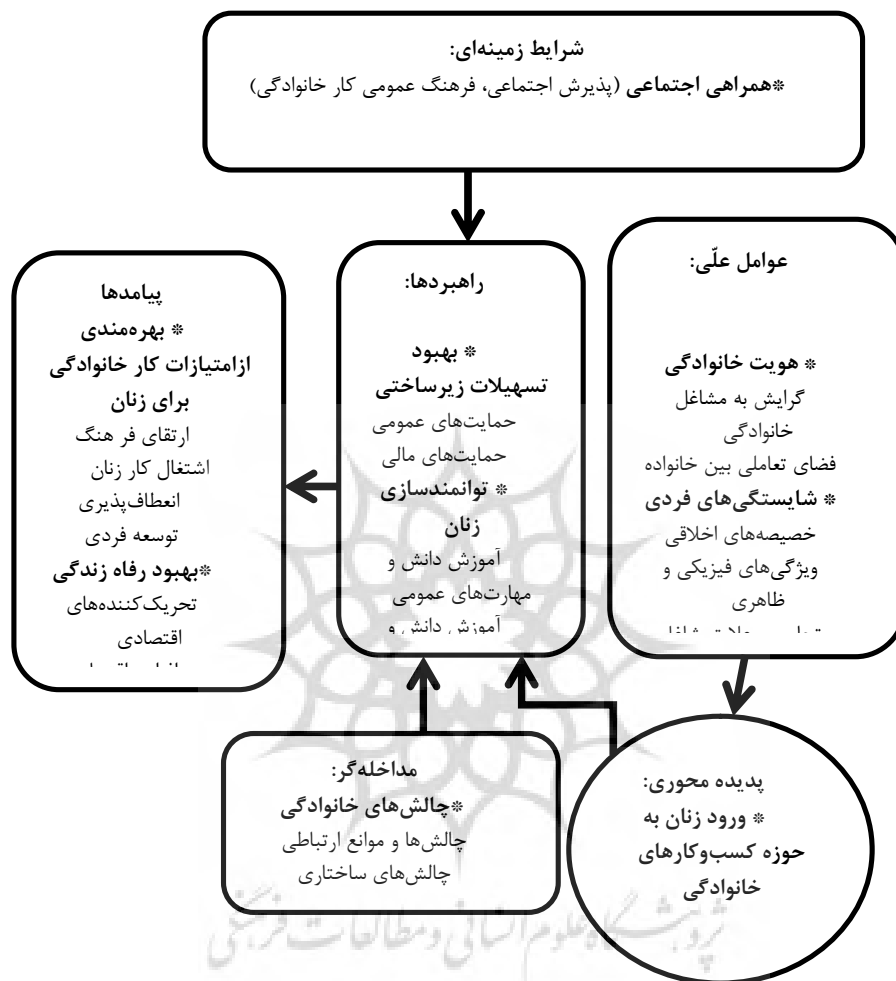 شرایط زمینه‌ای:
*همراهی اجتماعی (پذیرش اجتماعی، فرهنگ عمومی کار خانوادگی)
عوامل علّی:
* هویت خانوادگی
گرایش به مشاغل
خانوادگی
فضای تعاملی بین خانواده
* شایستگی‌های فردی
خصیصه‌های اخلاقی
ویژگی‌های فیزیکی و
ظاهری
راهبردها:
* بهبود
تسهیلات زیرساختی
حمایت‌های عمومی
حمایت‌های مالی
* توانمندسازی
زنان
آموزش دانش و
مهارت‌های عمومی
آموزش دانش و
پیامدها
* بهره‌مندی
ازامتیازات کار خانوادگی
برای زنان
ارتقای فر هنگ
اشتغال کار زنان
انعطاف‌پذیری
توسعه فردی
*بهبود رفاه زندگی
تحریک‌کننده‌های
اقتصادی
پدیده محوری:
* ورود زنان به
حوزه کسب‌وکارهای
خانوادگی
مداخله‌گر:
*چالش‌های خانوادگی
چالش‌ها و موانع ارتباطی
چالش‌های ساختاری
پژوهشگاه علوم انسانی و مطالعات فرهنگی